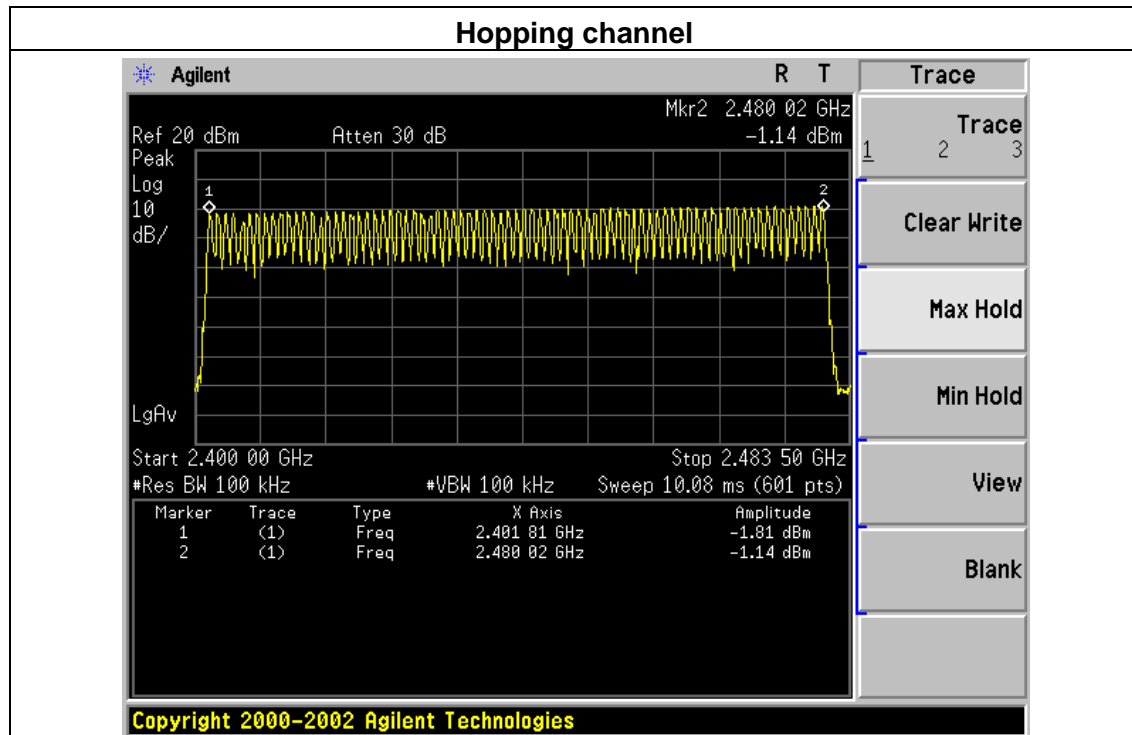 Hopping channel
Agilent R T Trace
Mkr2 2.480 02 GHz
Ref 20 dBm Atten 30 dB -1.14 dBm
Peak
Log
10
dB/
1
2
LgAv
Start 2.400 00 GHz Stop 2.483 50 GHz
#Res BW 100 kHz #VBW 100 kHz Sweep 10.08 ms (601 pts)
Marker Trace Type X Axis Amplitude
1 (1) Freq 2.401 81 GHz -1.81 dBm
2 (1) Freq 2.480 02 GHz -1.14 dBm
Trace
1 2 3
Clear Write
Max Hold
Min Hold
View
Blank
Copyright 2000-2002 Agilent Technologies